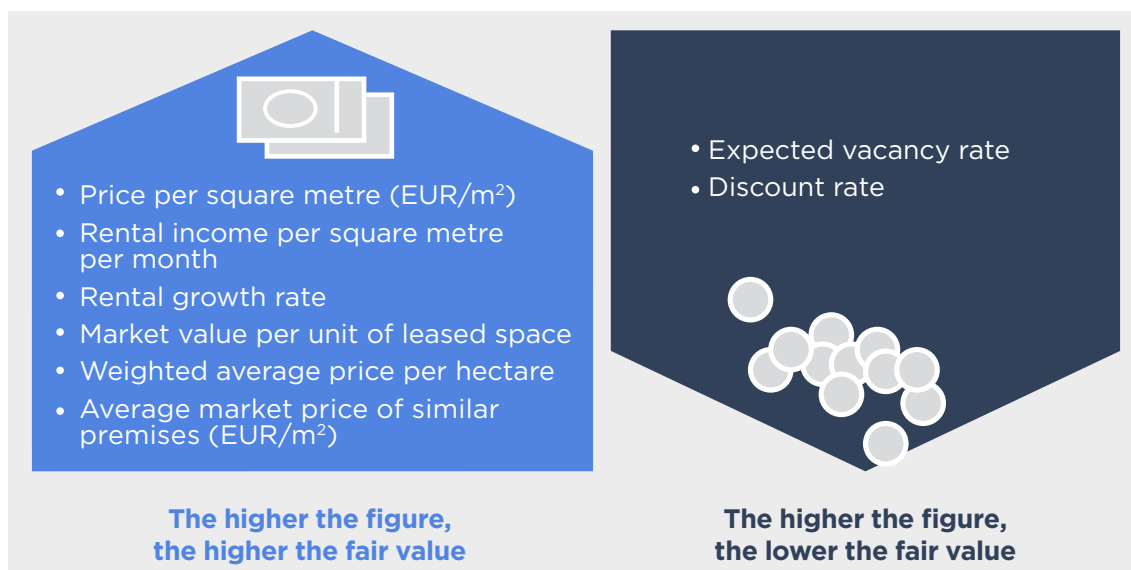 • Price per square metre (EUR/m²)
• Rental income per square metre
per month
• Rental growth rate
• Market value per unit of leased space
• Weighted average price per hectare
• Average market price of similar
premises (EUR/m²)
The higher the figure,
the higher the fair value
• Expected vacancy rate
• Discount rate
The higher the figure,
the lower the fair value